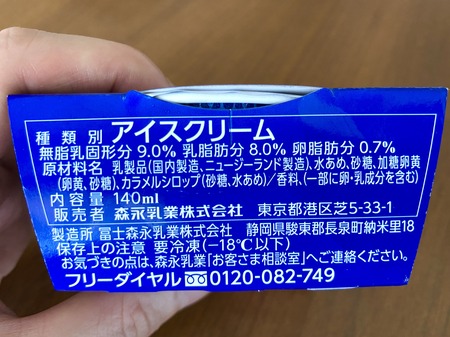 種類別 アイスクリーム
無脂乳固形分 9.0% 乳脂肪分 8.0% 卵脂肪分 0.7%
原材料名 乳製品(国内製造、ニュージーランド製造)、水あめ、砂糖、加糖卵黄
(卵黄、砂糖)、カラメルシロップ(砂糖、水あめ)/香料、(一部に卵・乳成分を含む)
内容量 140ml
販売者 森永乳業株式会社 東京都港区芝5-33-1
製造所 冨士森永乳業株式会社 静岡県駿東郡長泉町納米里18
保存上の注意 要冷凍(-18℃以下)
お気づきの点は、森永乳業「お客さま相談室」へご連絡ください。
フリーダイヤル 0120-082-749